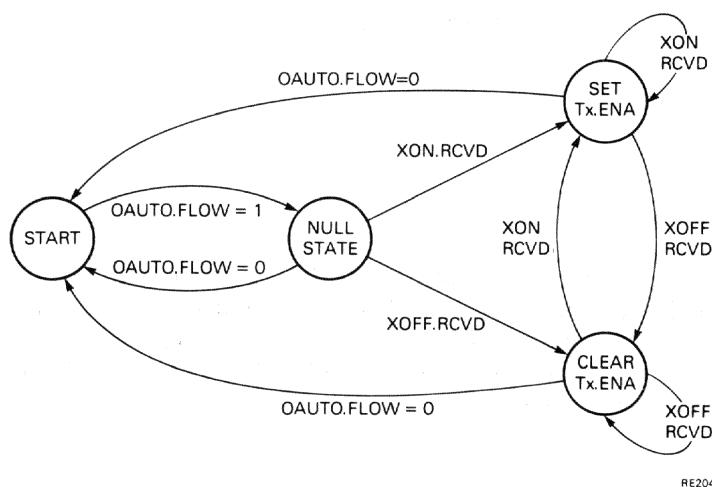 XON
RCVD
OAUTO.FLOW=0
SET
Tx.ENA
XON.RCVD
OAUTO.FLOW = 1
START
NULL
STATE
XON
RCVD
XOFF
RCVD
OAUTO.FLOW = 0
XOFF.RCVD
CLEAR
Tx.ENA
OAUTO.FLOW = 0
XOFF
RCVD
RE204